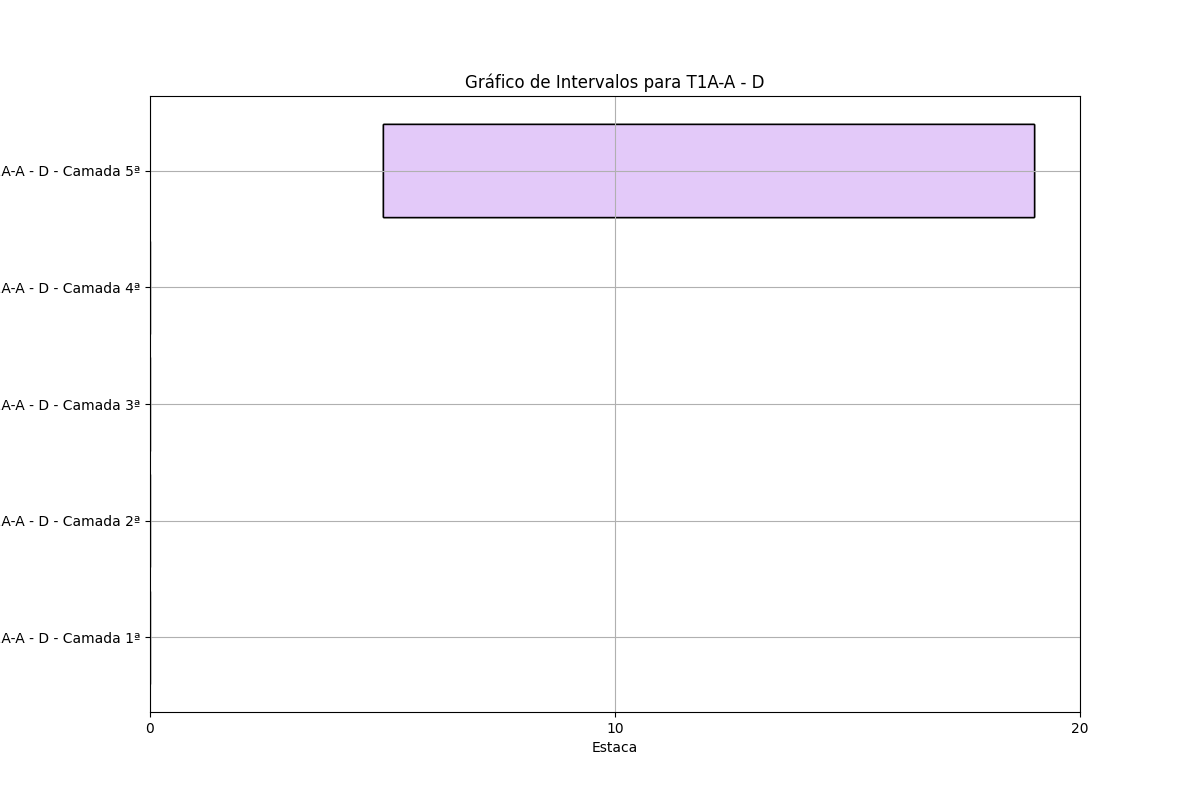 Gráfico de Intervalos para T1A-A - D
A-A - D - Camada 5ª
A-A - D - Camada 4ª
A-A - D - Camada 3ª
A-A - D - Camada 2ª
A-A - D - Camada 1ª
0 10 20
Estaca